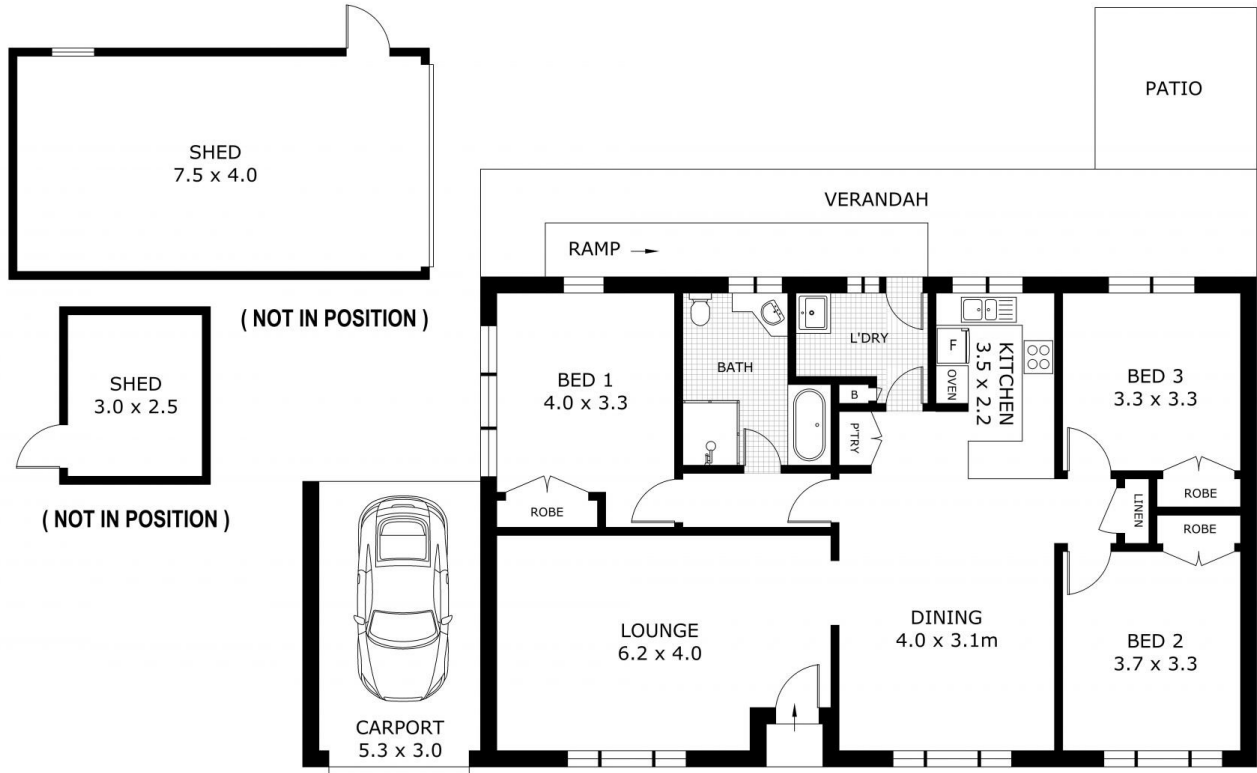 SHED
7.5 x 4.0
PATIO
VERANDAH
RAMP
( NOT IN POSITION )
SHED
3.0 x 2.5
( NOT IN POSITION )
BED 1
4.0 x 3.3
ROBE
BATH
L'DRY
B
P'TRY
F
OVEN
KITCHEN
3.5 x 2.2
BED 3
3.3 x 3.3
ROBE
LINEN
ROBE
LOUNGE
6.2 x 4.0
DINING
4.0 x 3.1m
BED 2
3.7 x 3.3
CARPORT
5.3 x 3.0